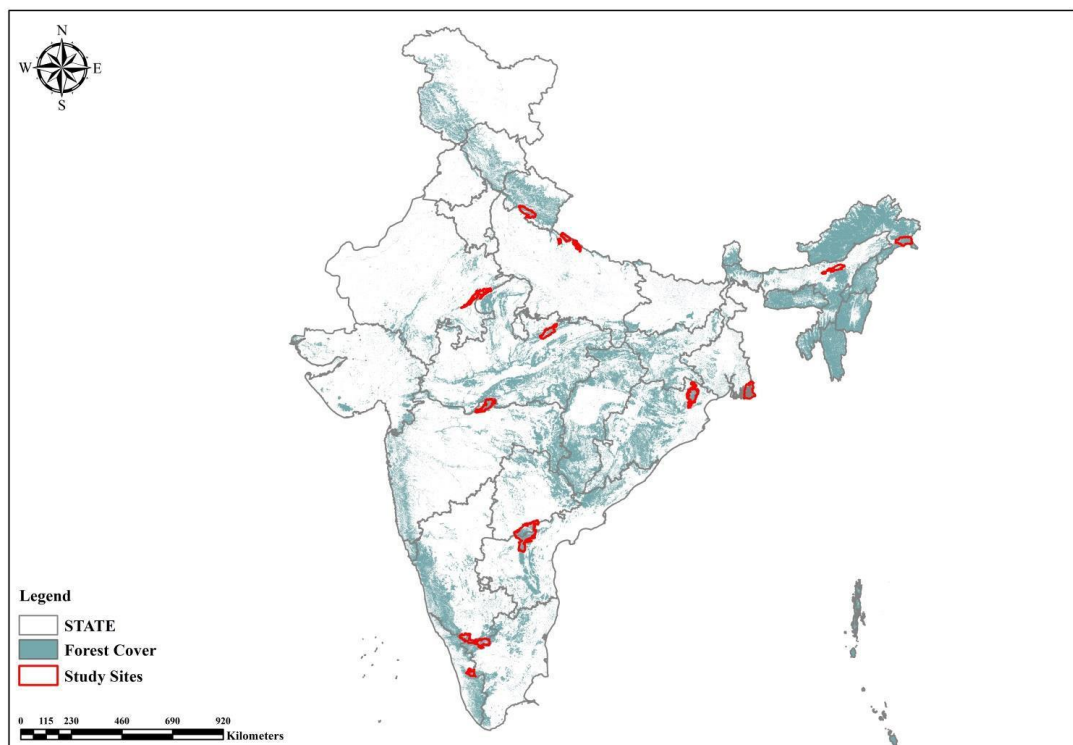 N
W E
S
Legend
STATE
Forest Cover
Study Sites
0 115 230 460 690 920
Kilometers